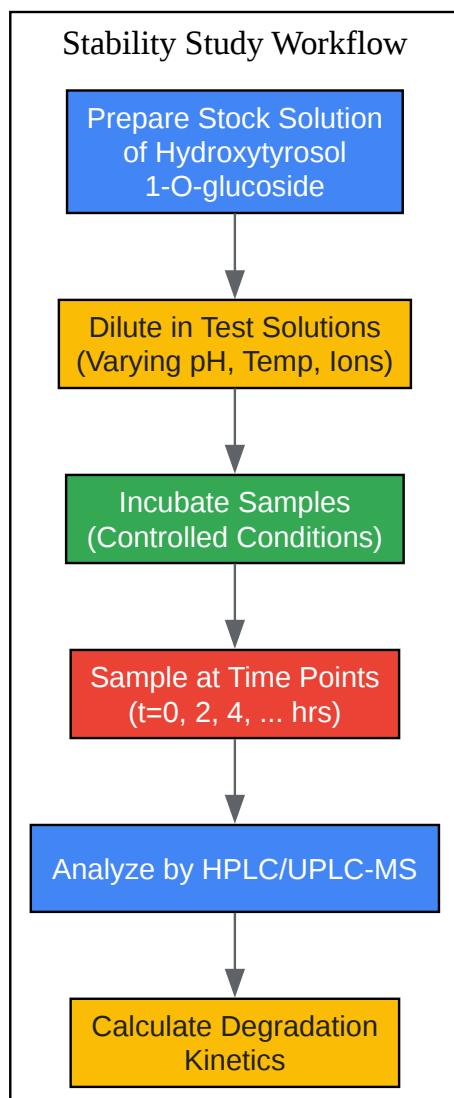 Stability Study Workflow
Prepare Stock Solution
of Hydroxytyrosol
1-O-glucoside
Dilute in Test Solutions
(Varying pH, Temp, Ions)
Incubate Samples
(Controlled Conditions)
Sample at Time Points
(t=0, 2, 4, ... hrs)
Analyze by HPLC/UPLC-MS
Calculate Degradation
Kinetics